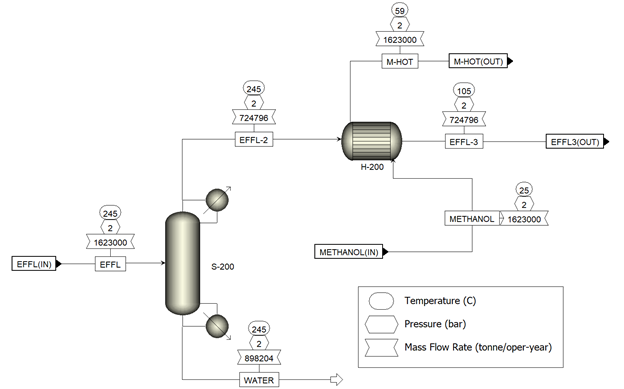 59
2
1623000
M-HOT
M-HOT(OUT)
245
2
724796
EFFL-2
105
2
724796
EFFL-3
EFFL3(OUT)
H-200
25
2
METHANOL
1623000
METHANOL(IN)
245
2
1623000
EFFL(IN)
EFFL
S-200
245
2
898204
WATER
Temperature (C)
Pressure (bar)
Mass Flow Rate (tonne/oper-year)